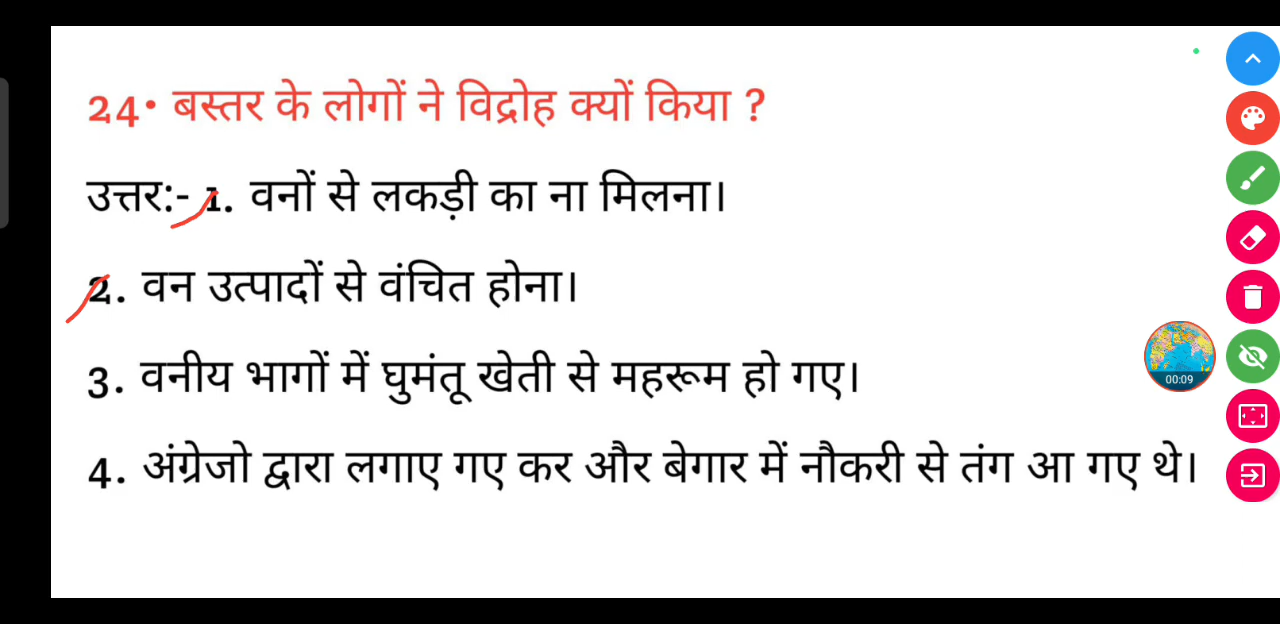 24• बस्तर के लोगों ने विद्रोह क्यों किया ?
उत्तर:- 1. वनों से लकड़ी का ना मिलना।
2. वन उत्पादों से वंचित होना।
3. वनीय भागों में घुमंतू खेती से महरूम हो गए।
00:09
4. अंग्रेजो द्वारा लगाए गए कर और बेगार में नौकरी से तंग आ गए थे।